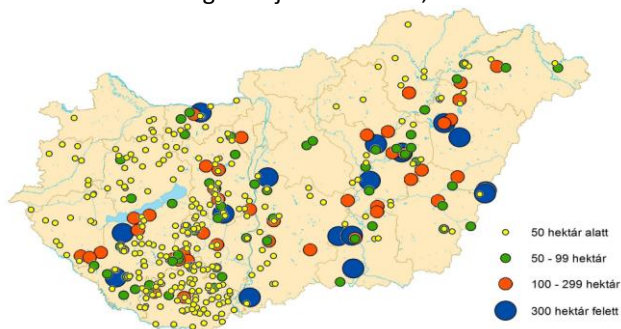 50 hektár alatt
50 - 99 hektár
100 - 299 hektár
300 hektár felett